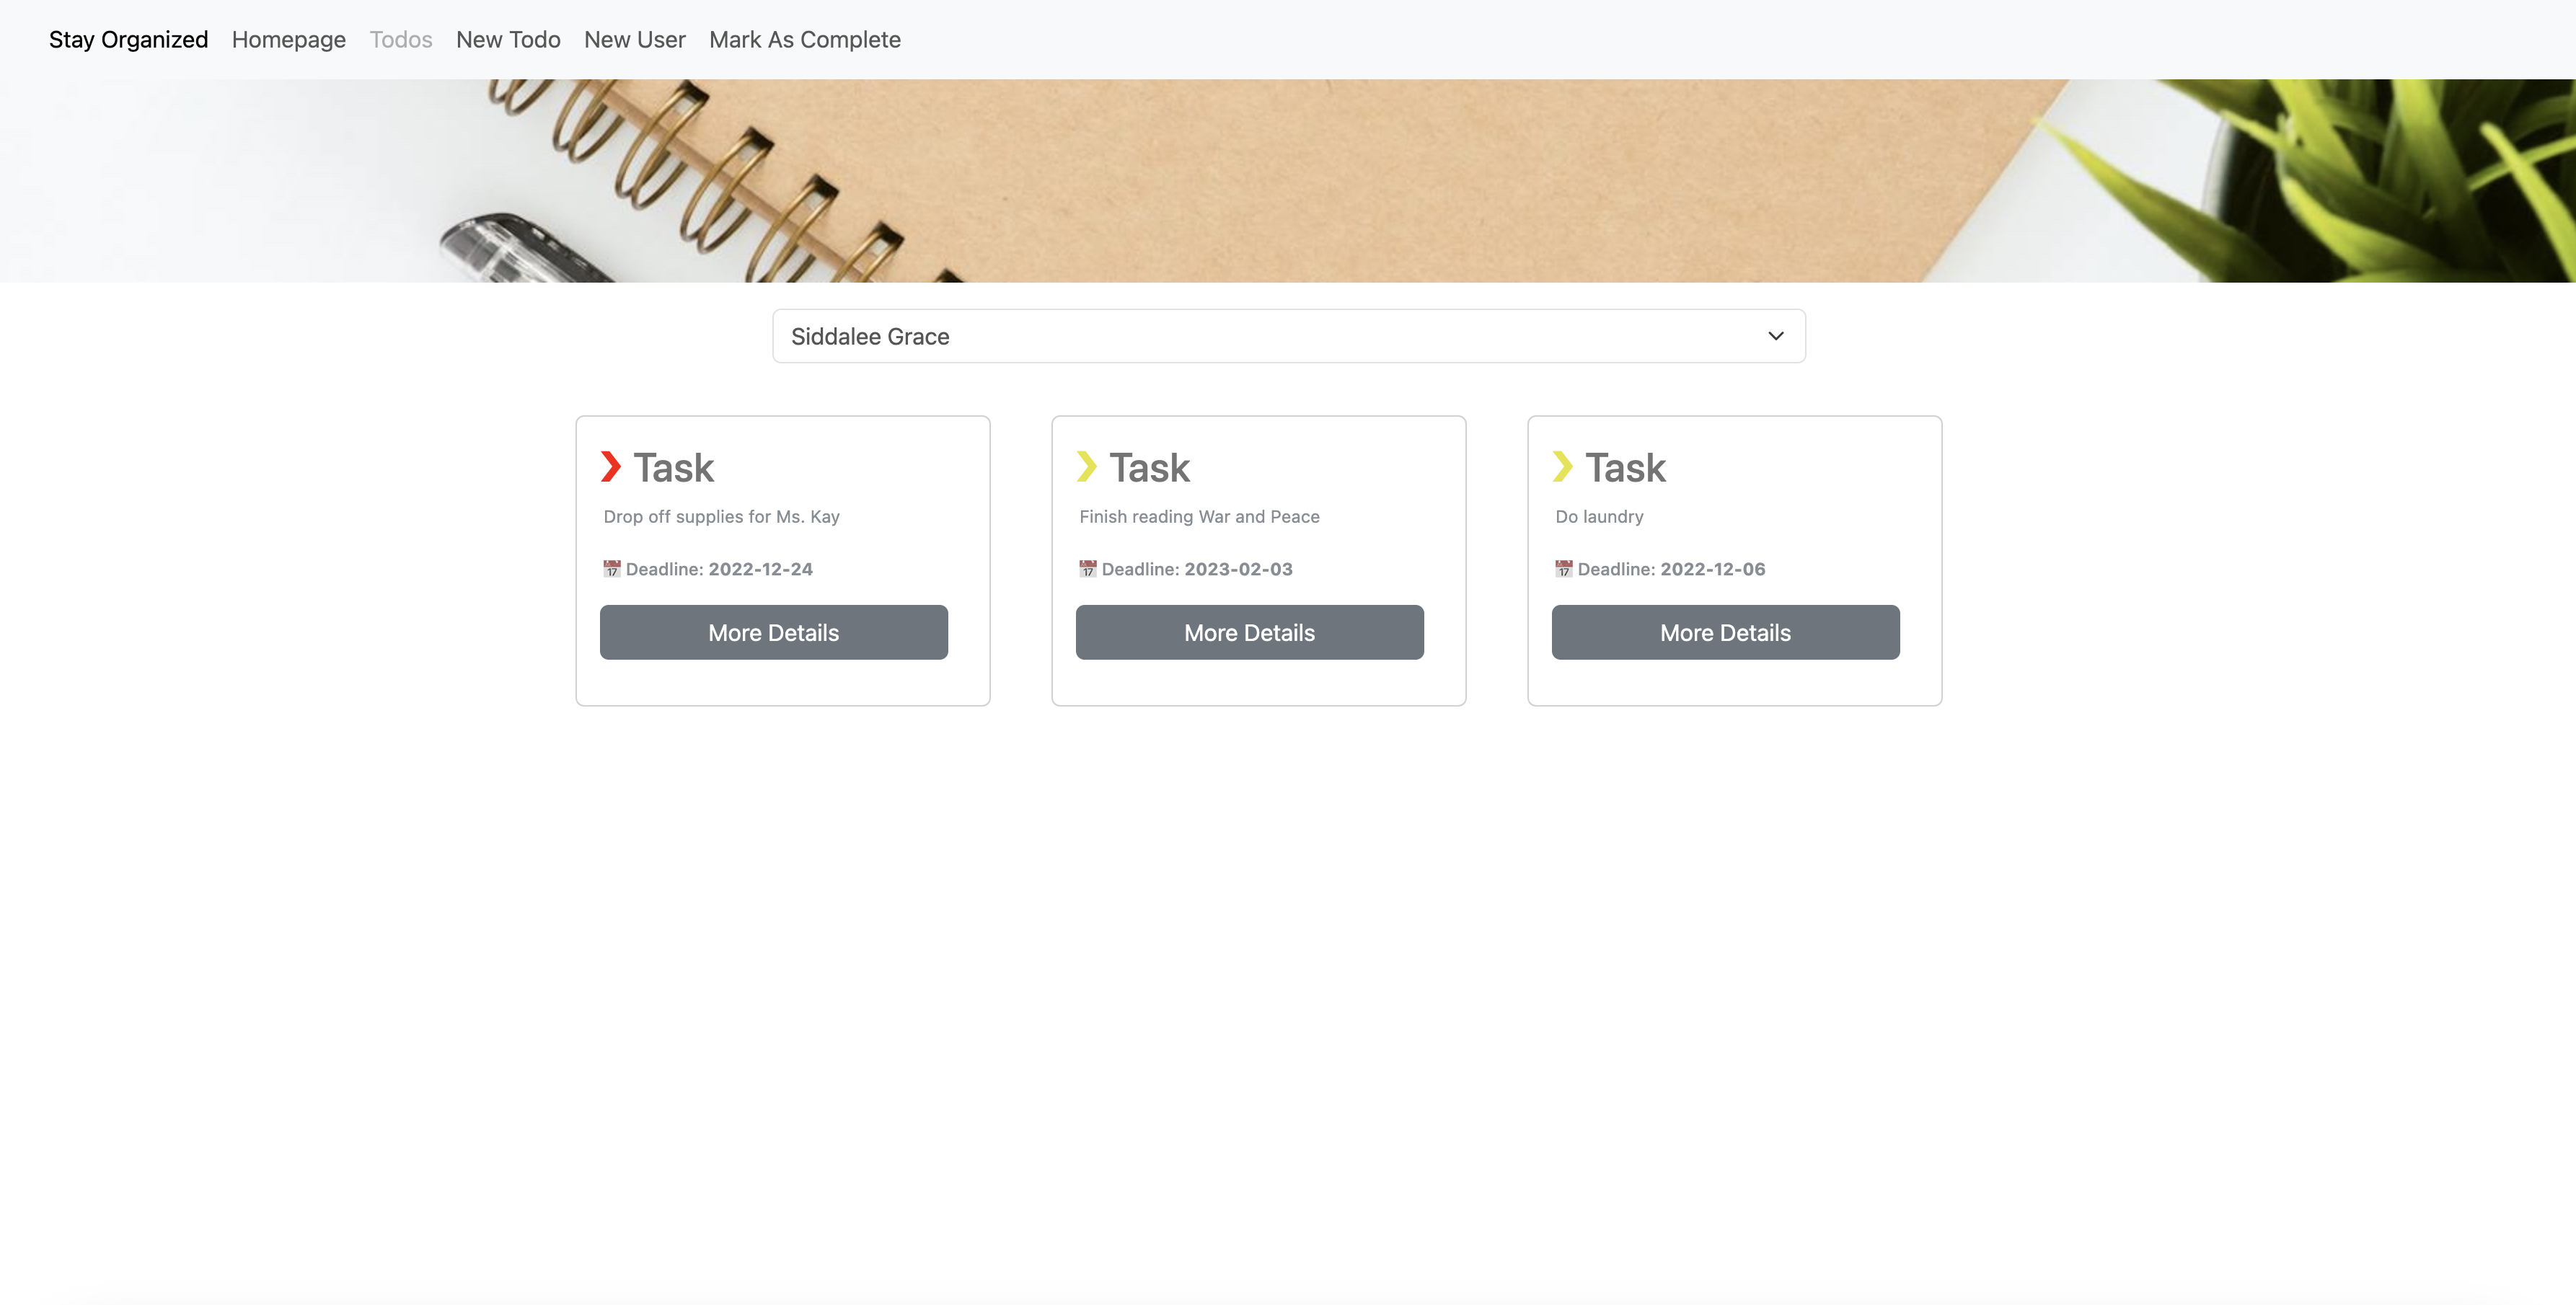 Stay Organized Homepage Todos New Todo New User Mark As Complete
Siddalee Grace
Task
Drop off supplies for Ms. Kay
Deadline: 2022-12-24
More Details
Task
Finish reading War and Peace
Deadline: 2023-02-03
More Details
Task
Do laundry
Deadline: 2022-12-06
More Details